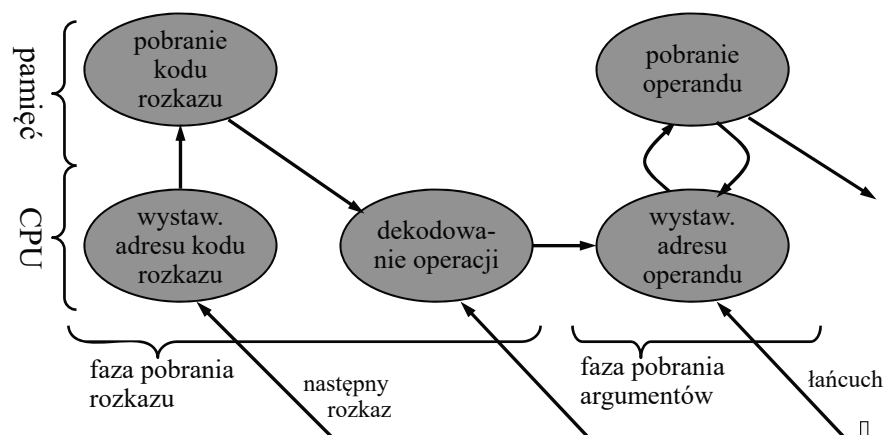 pobranie
kodu
rozkazu
pobranie
operandu
pamięć
wystaw.
adresu kodu
rozkazu
dekodowa-
nie operacji
wystaw.
adresu
operandu
CPU
faza pobrania
rozkazu
następny
rozkaz
faza pobrania
argumentów
łańcuch